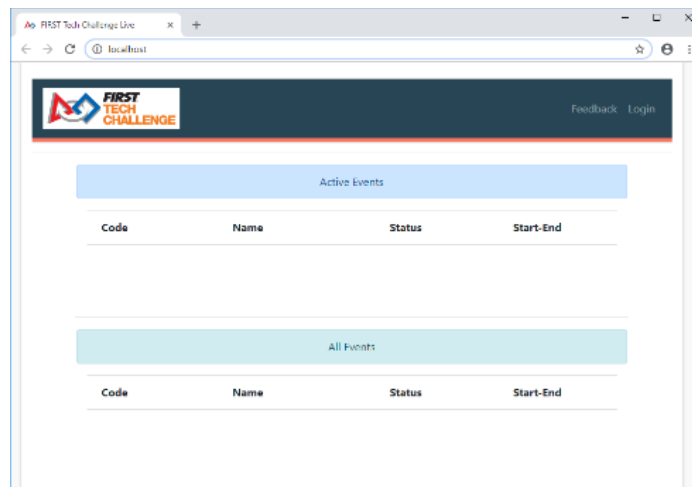 FIRST Tech Challenge Live
localhost
FIRST
TECH
CHALLENGE
Feedback Login
Active Events
Code Name Status Start-End
All Events
Code Name Status Start-End